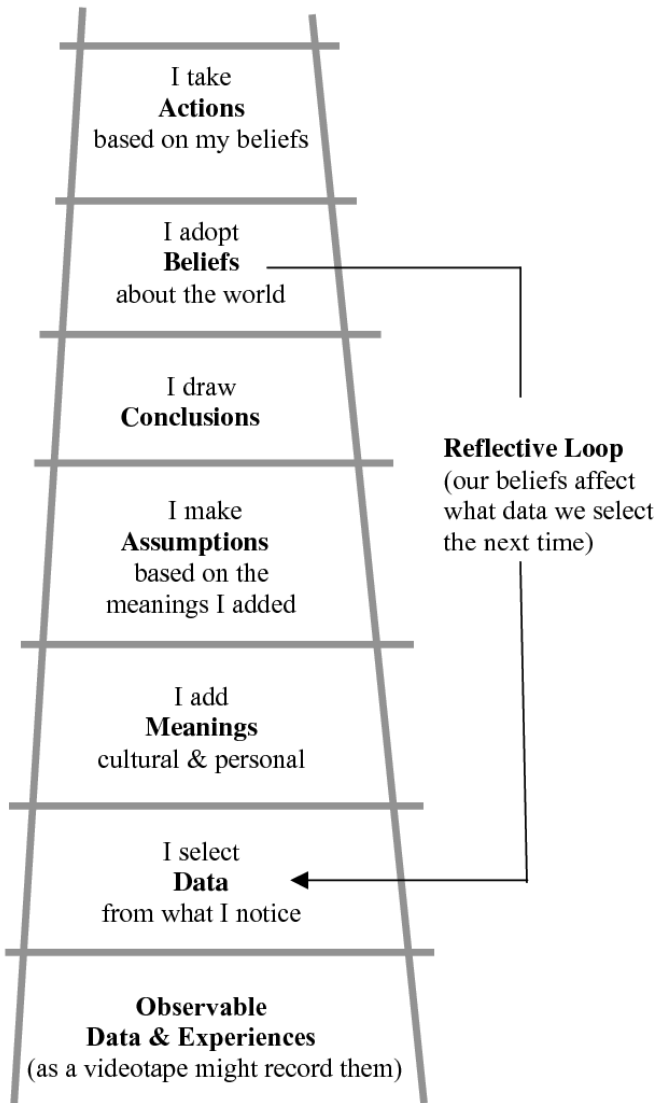 I take
Actions
based on my beliefs
I adopt
Beliefs
about the world
I draw
Conclusions
Reflective Loop
(our beliefs affect
what data we select
the next time)
I make
Assumptions
based on the
meanings I added
I add
Meanings
cultural & personal
I select
Data
from what I notice
Observable
Data & Experiences
(as a videotape might record them)